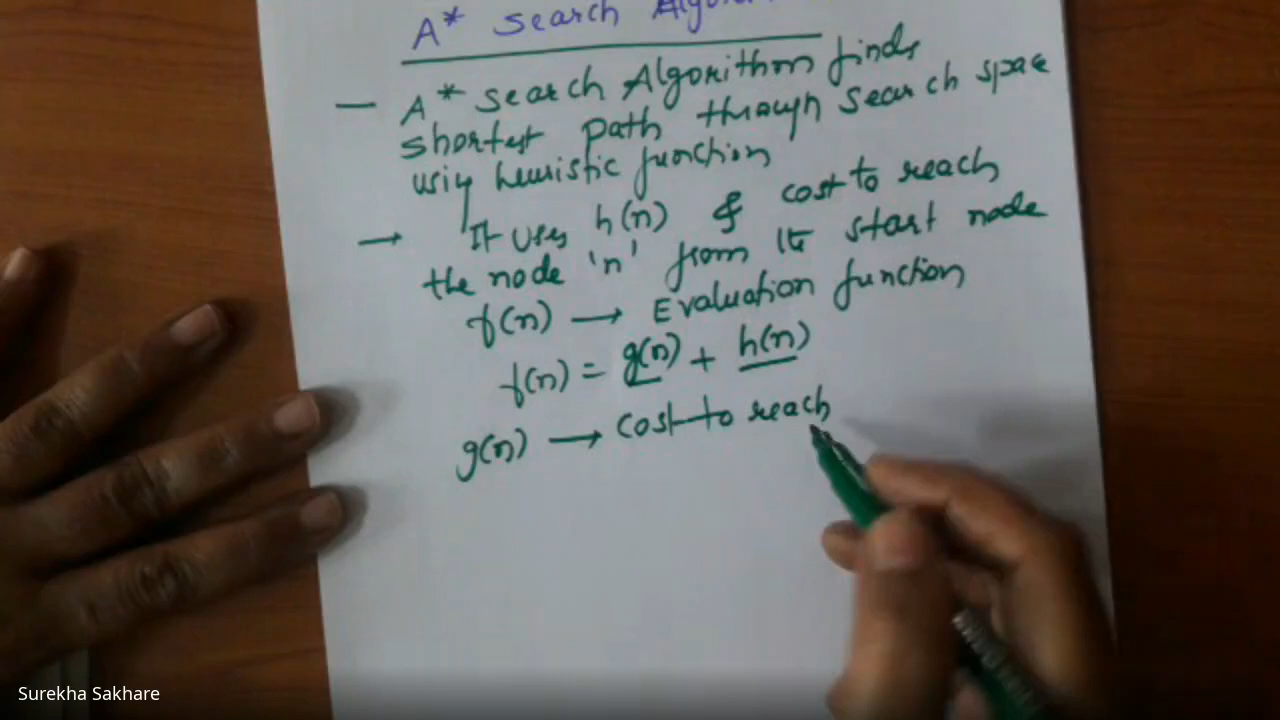 A* Search Algori
— A* Search Algorithm finds
shortest path through search space
using heuristic function
→ It uses h(n) & cost to reach
the node 'n' from its start node
f(n) → Evaluation function
f(n) = g(n) + h(n)
g(n) → cost to reach
Surekha Sakhare